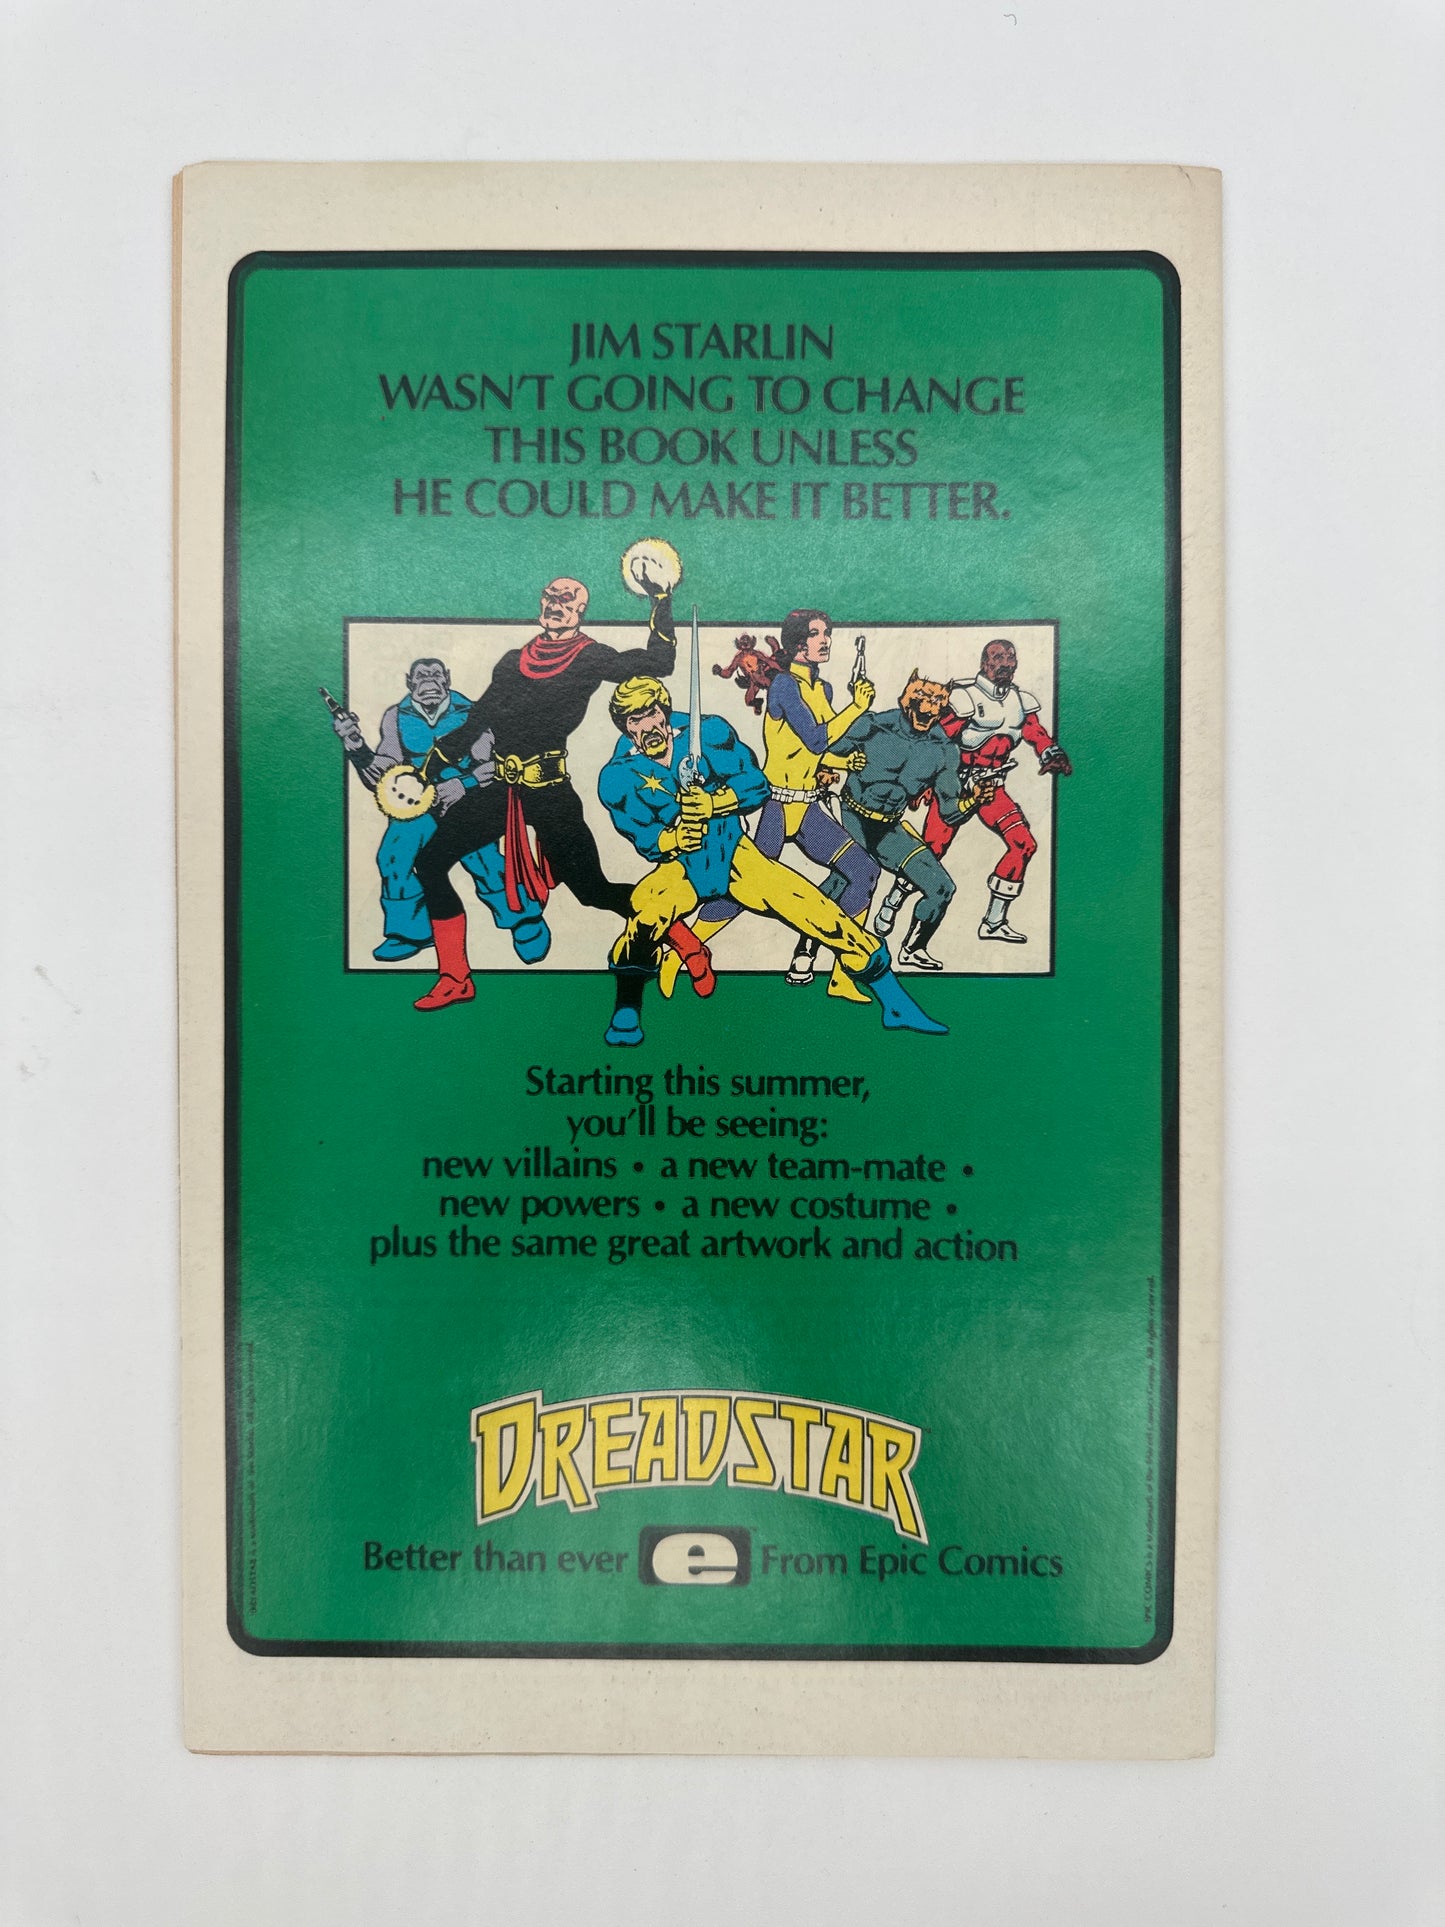 JIM STARLIN
WASN'T GOING TO CHANGE
THIS BOOK UNLESS
HE COULD MAKE IT BETTER.
Starting this summer,
you'll be seeing:
new villains • a new team-mate •
new powers • a new costume •
plus the same great artwork and action
DREADSTAR
Better than ever e From Epic Comics